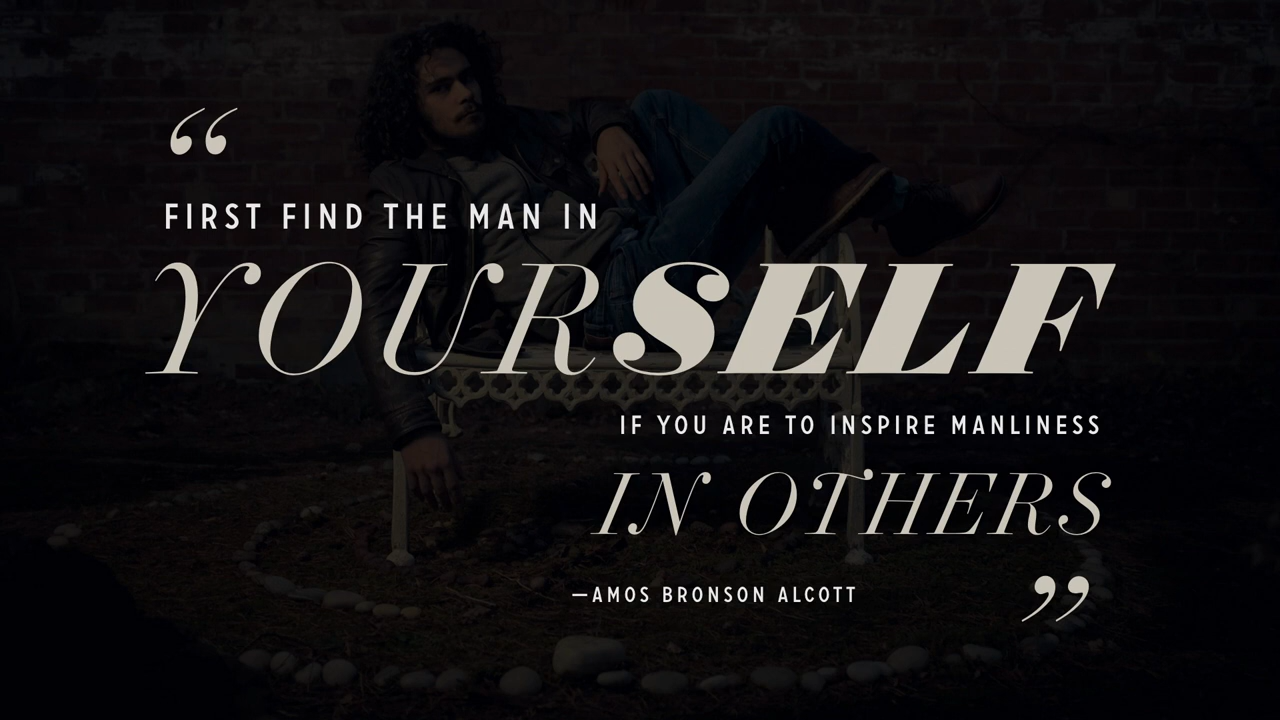 “
FIRST FIND THE MAN IN
YOURSELF
IF YOU ARE TO INSPIRE MANLINESS
IN OTHERS
—AMOS BRONSON ALCOTT
”